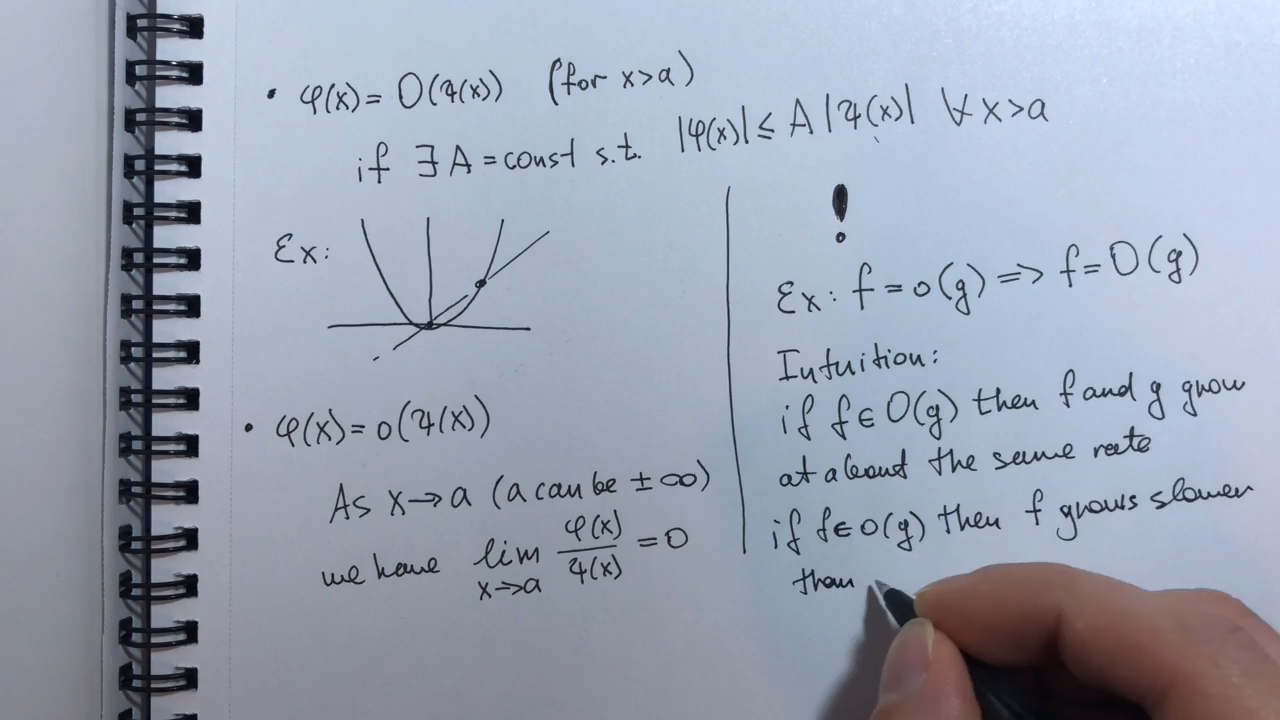 • φ(x) = O(ψ(x)) (for x>a)
if ∃ A = const s.t. |φ(x)| ≤ A |ψ(x)| ∀ x>a
Ex:
• φ(x) = o(ψ(x))
As x→a (a can be ±∞)
we have lim x→a φ(x)/ψ(x) = 0
!
Ex: f = o(g) => f = O(g)
Intuition:
if f ∈ O(g) then f and g grow
at about the same rate
if f ∈ o(g) then f grows slower
than